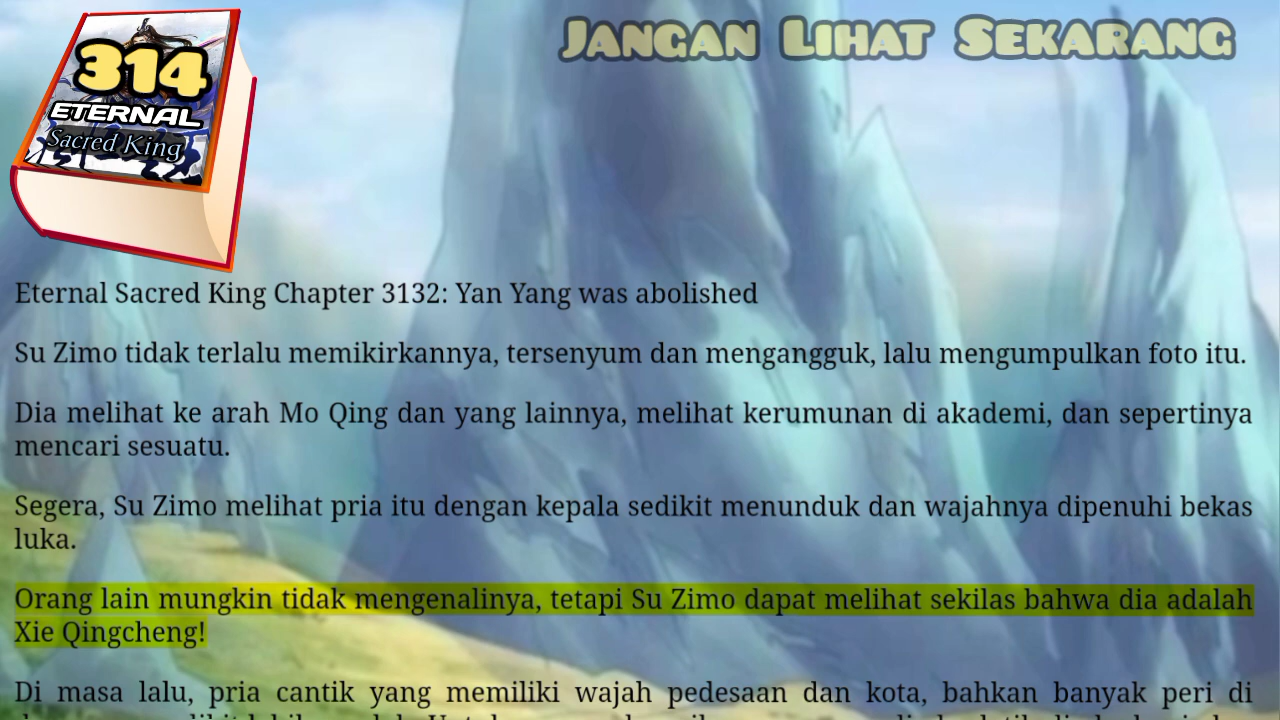 Jangan Lihat Sekarang
314
ETERNAL
Sacred King
Eternal Sacred King Chapter 3132: Yan Yang was abolished
Su Zimo tidak terlalu memikirkannya, tersenyum dan mengangguk, lalu mengumpulkan foto itu.
Dia melihat ke arah Mo Qing dan yang lainnya, melihat kerumunan di akademi, dan sepertinya
mencari sesuatu.
Segera, Su Zimo melihat pria itu dengan kepala sedikit menunduk dan wajahnya dipenuhi bekas
luka.
Orang lain mungkin tidak mengenalinya, tetapi Su Zimo dapat melihat sekilas bahwa dia adalah
Xie Qingcheng!
Di masa lalu, pria cantik yang memiliki wajah pedesaan dan kota, bahkan banyak peri di